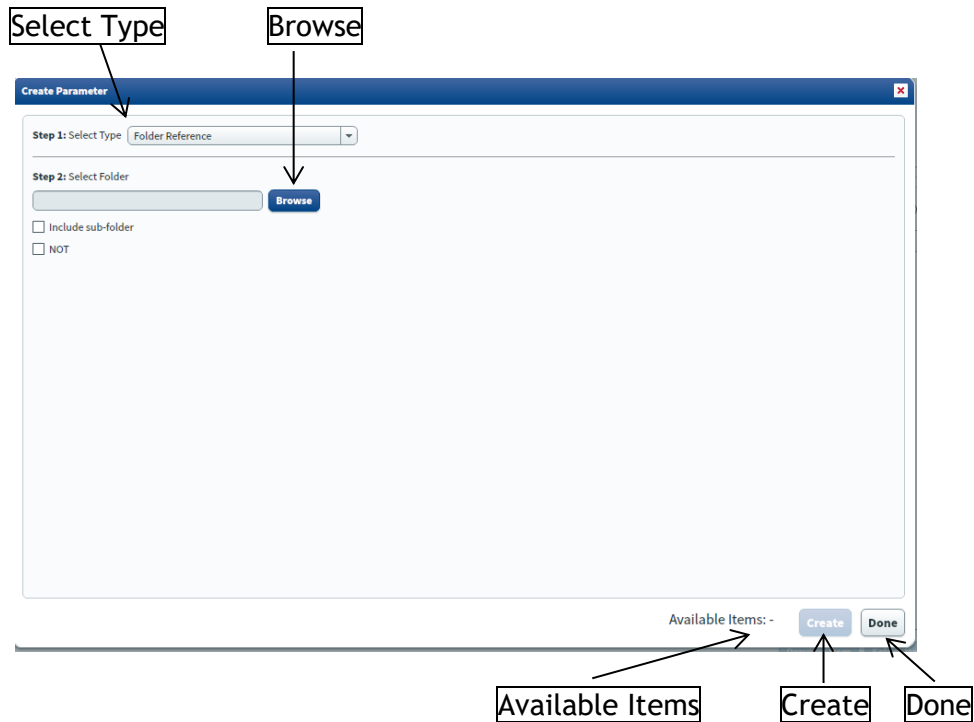 Select Type Browse
Create Parameter
Step 1: Select Type Folder Reference
Step 2: Select Folder
Browse
Include sub-folder
NOT
Available Items: - Create Done
Available Items Create Done